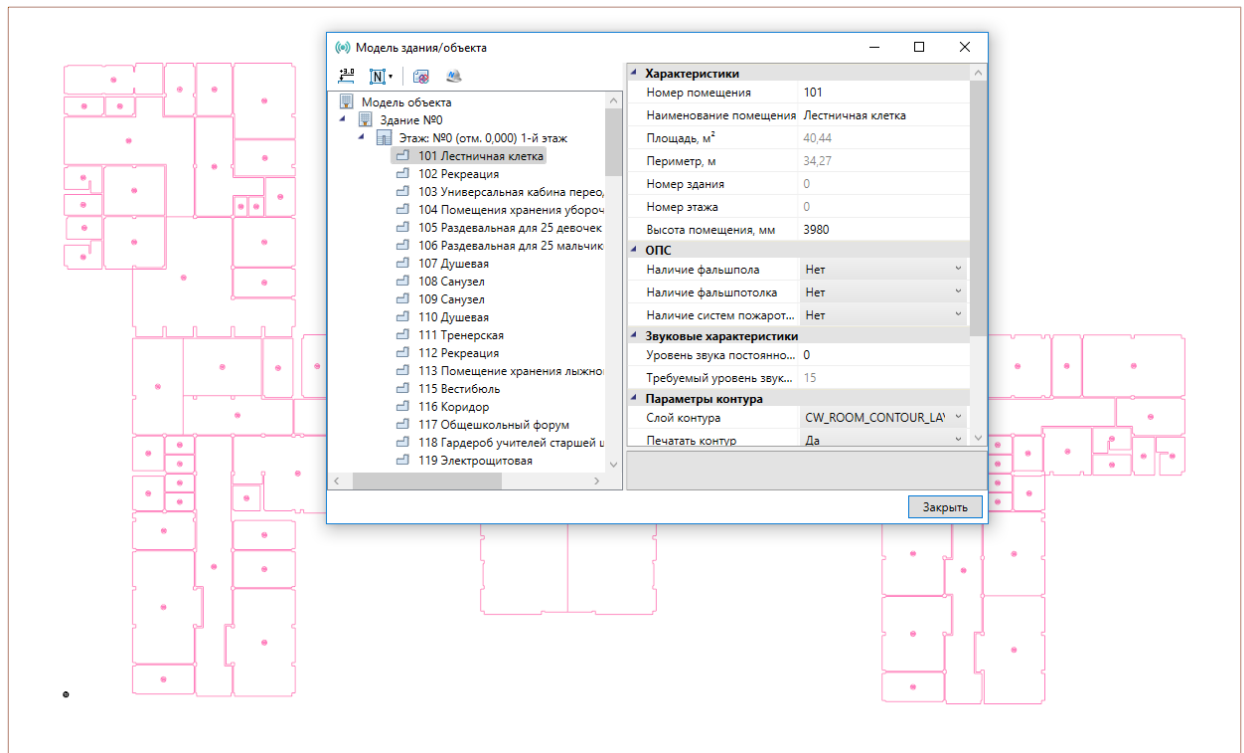 Модель здания/объекта
Модель объекта
Здание №0
Этаж: №0 (отм. 0,000) 1-й этаж
101 Лестничная клетка
102 Рекреация
103 Универсальная кабина перео
104 Помещения хранения убороч
105 Раздевальная для 25 девочек
106 Раздевальная для 25 мальчик
107 Душевая
108 Санузел
109 Санузел
110 Душевая
111 Тренерская
112 Рекреация
113 Помещение хранения лыжно
115 Вестибюль
116 Коридор
117 Общешкольный форум
118 Гардероб учителей старшей ш
119 Электрощитовая
Характеристики
Номер помещения 101
Наименование помещения Лестничная клетка
Площадь, м² 40,44
Периметр, м 34,27
Номер здания 0
Номер этажа 0
Высота помещения, мм 3980
ОПС
Наличие фальшпола Нет
Наличие фальшпотолка Нет
Наличие систем пожарот... Нет
Звуковые характеристики
Уровень звука постоянно... 0
Требуемый уровень звук... 15
Параметры контура
Слой контура CW_ROOM_CONTOUR_LA
Печатать контур Да
Закрыть